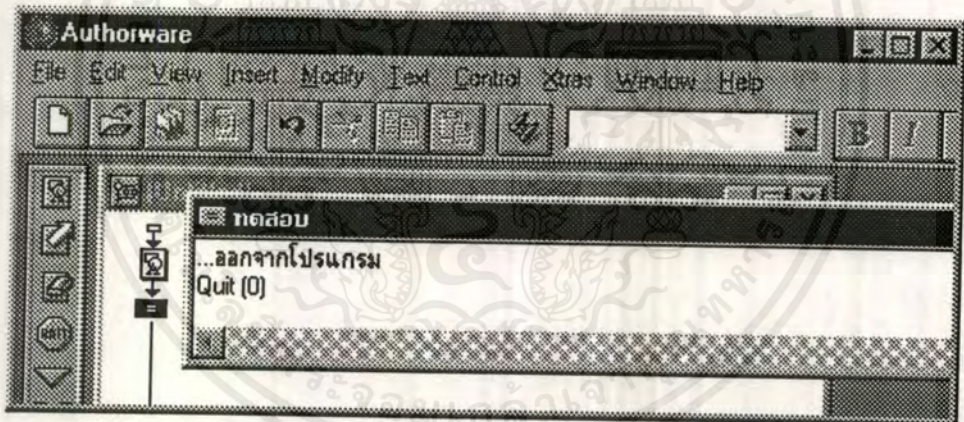 Authorware
File Edit View Insert Modify Text Control Xtras Window Help
B I
ทดสอบ
...ออกจากโปรแกรม
Quit (0)
=
WAIT